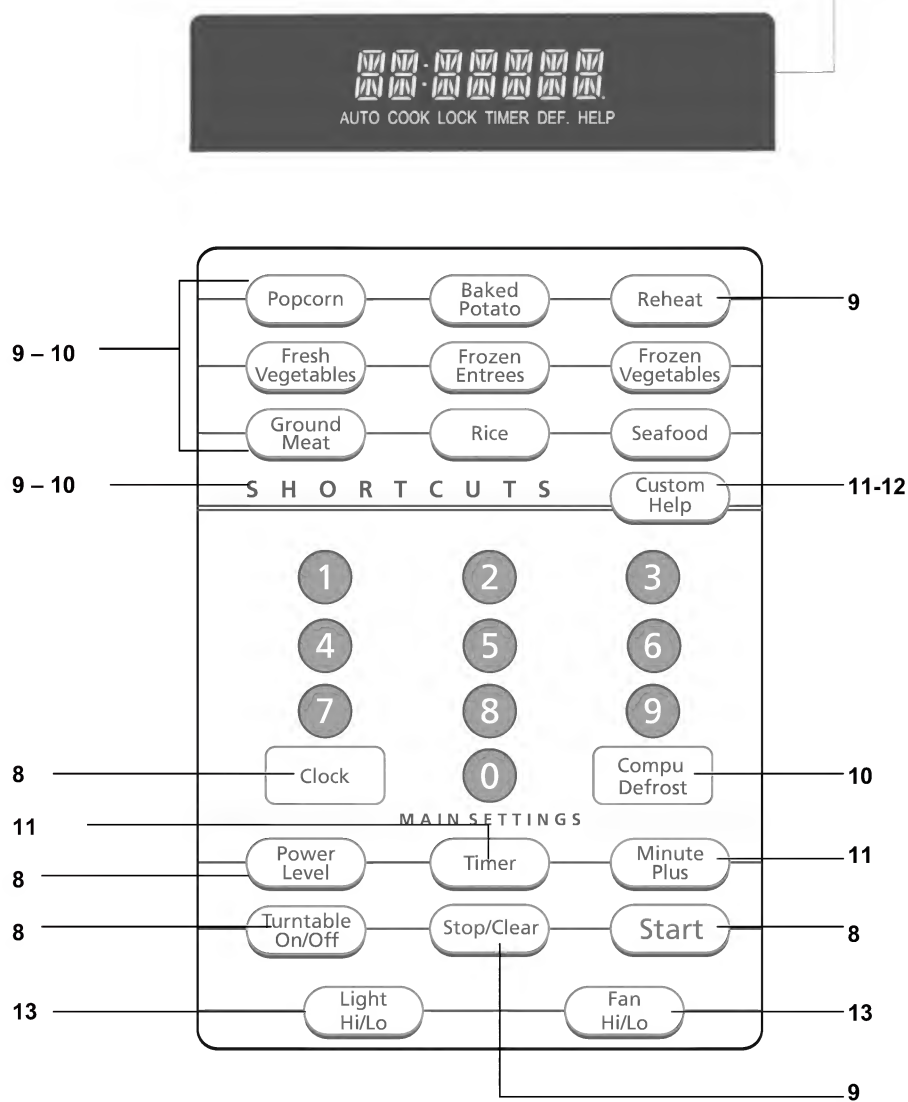 AUTO COOK LOCK TIMER DEF. HELP
Popcorn
Baked
Potato
Reheat
9
9 – 10
Fresh
Vegetables
Frozen
Entrees
Frozen
Vegetables
Ground
Meat
Rice
Seafood
9 – 10
SHORTCUTS
Custom
Help
11-12
1
2
3
4
5
6
7
8
9
8
Clock
0
Compu
Defrost
10
MAIN SETTINGS
11
Power
Level
8
Timer
Minute
Plus
11
8
Turntable
On/Off
Stop/Clear
Start
8
13
Light
Hi/Lo
Fan
Hi/Lo
13
9